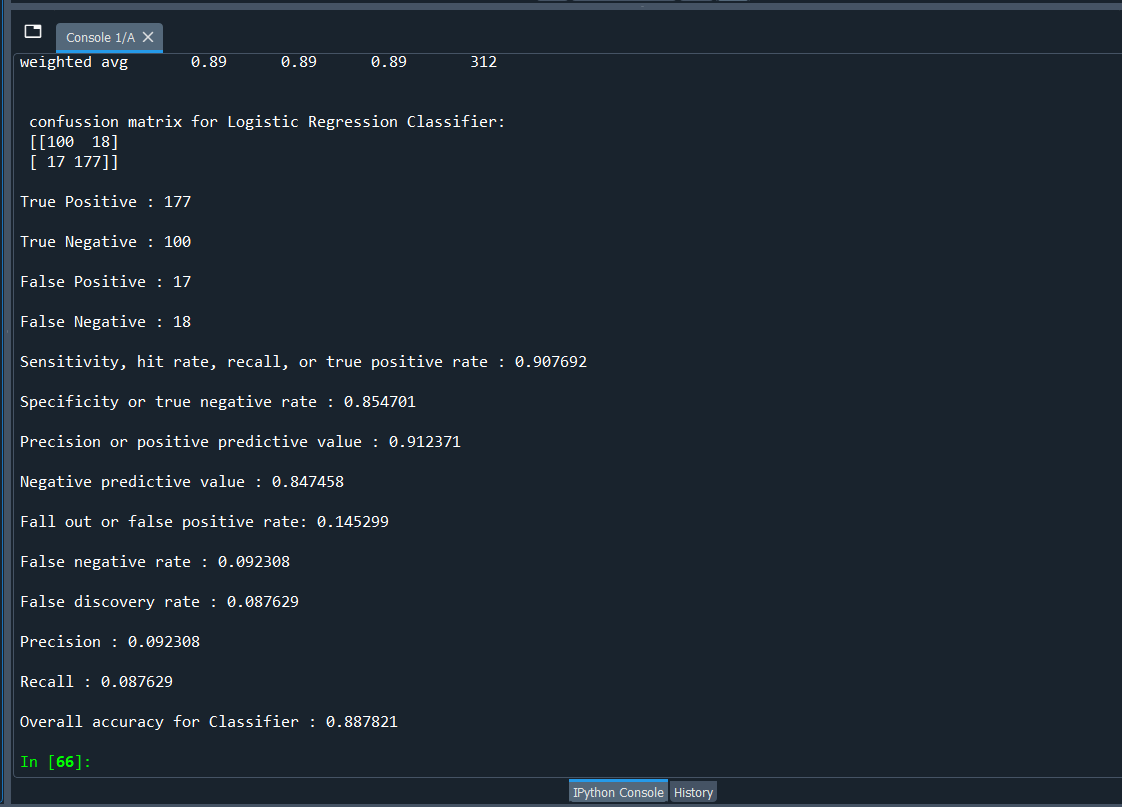 Console 1/A
weighted avg 0.89 0.89 0.89 312
confussion matrix for Logistic Regression Classifier:
[[100 18]
[ 17 177]]
True Positive : 177
True Negative : 100
False Positive : 17
False Negative : 18
Sensitivity, hit rate, recall, or true positive rate : 0.907692
Specificity or true negative rate : 0.854701
Precision or positive predictive value : 0.912371
Negative predictive value : 0.847458
Fall out or false positive rate: 0.145299
False negative rate : 0.092308
False discovery rate : 0.087629
Precision : 0.092308
Recall : 0.087629
Overall accuracy for Classifier : 0.887821
In [66]:
IPython Console History